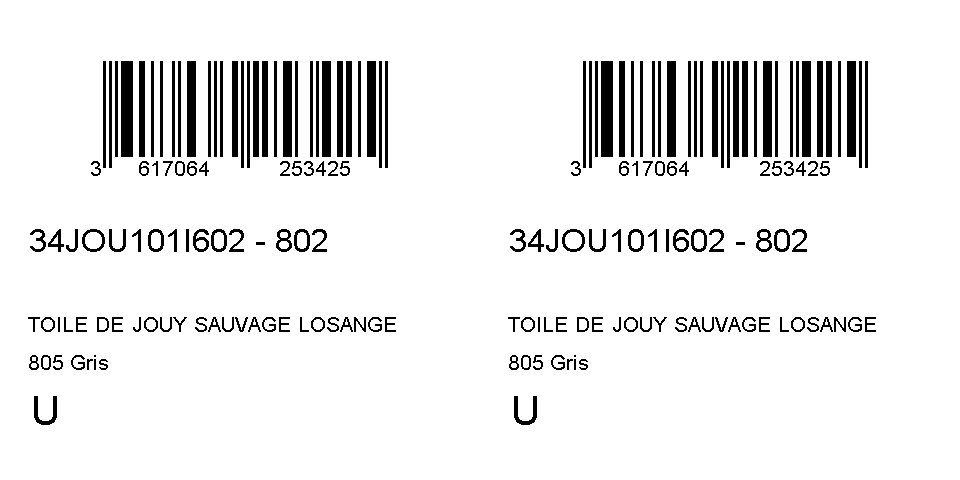 3 617064 253425
34JOU101I602 - 802
TOILE DE JOUY SAUVAGE LOSANGE
805 Gris
U
3 617064 253425
34JOU101I602 - 802
TOILE DE JOUY SAUVAGE LOSANGE
805 Gris
U